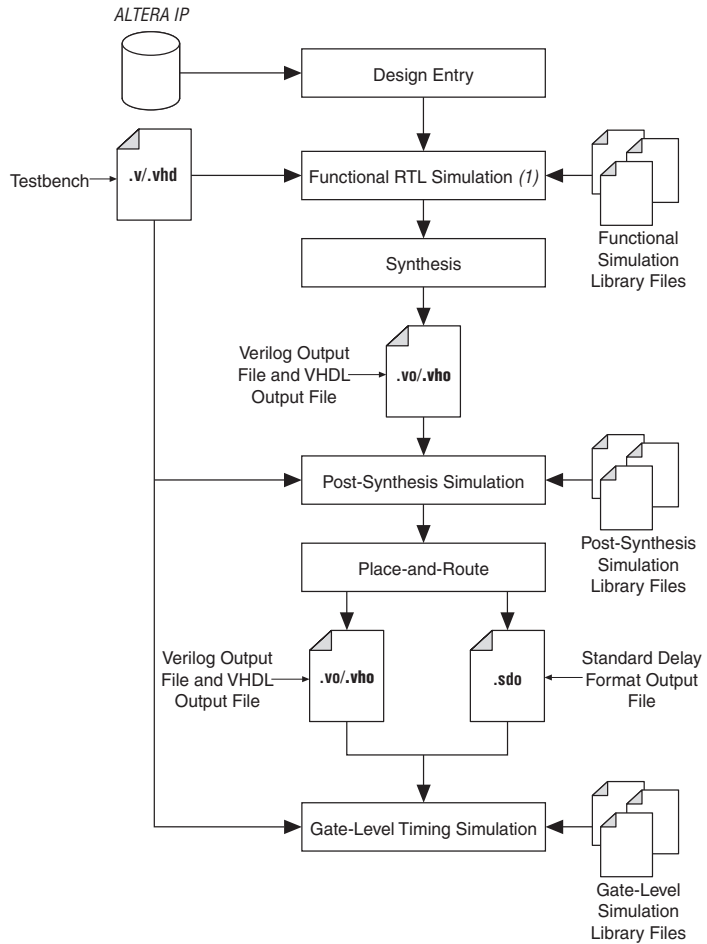 ALTERA IP
Design Entry
Testbench
.v/.vhd
Functional RTL Simulation (1)
Functional
Simulation
Library Files
Synthesis
Verilog Output
File and VHDL
Output File
.vo/.vho
Post-Synthesis Simulation
Post-Synthesis
Simulation
Library Files
Place-and-Route
Verilog Output
File and VHDL
Output File
.vo/.vho
.sdo
Standard Delay
Format Output
File
Gate-Level Timing Simulation
Gate-Level
Simulation
Library Files